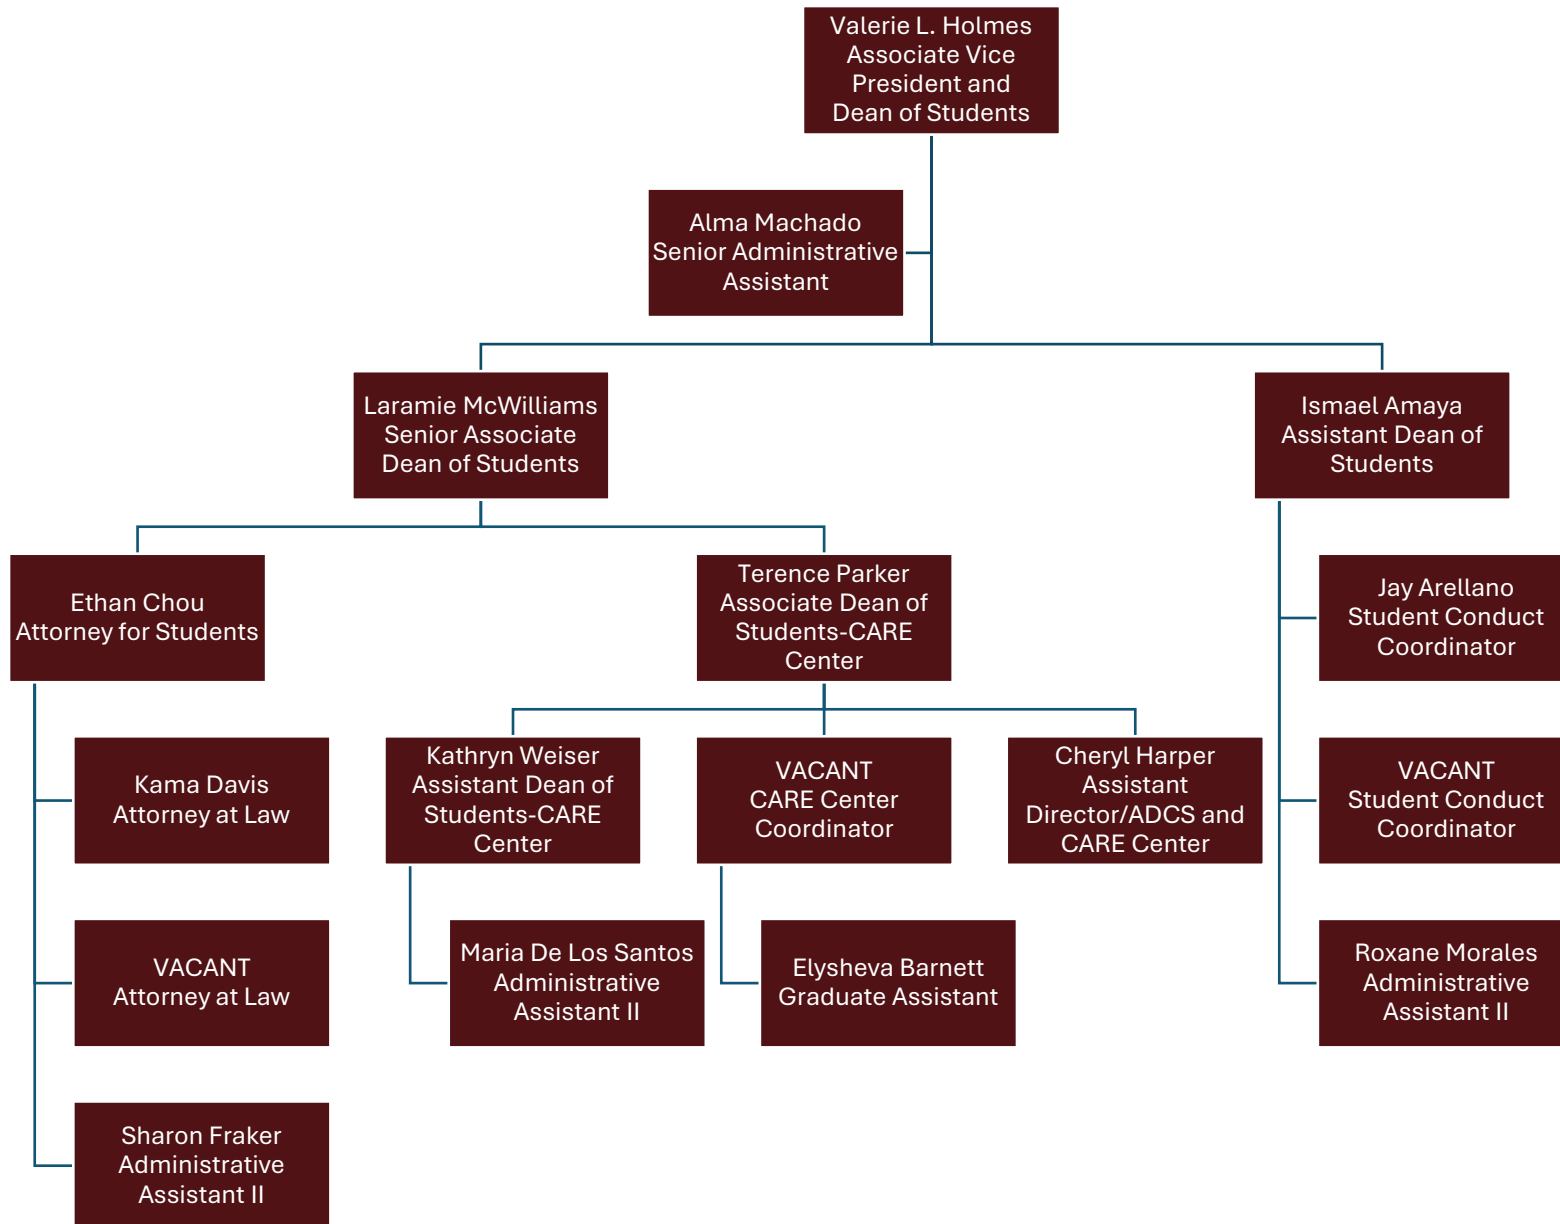 Valerie L. Holmes
Associate Vice
President and
Dean of Students
Alma Machado
Senior Administrative
Assistant
Laramie McWilliams
Senior Associate
Dean of Students
Ismael Amaya
Assistant Dean of
Students
Ethan Chou
Attorney for Students
Terence Parker
Associate Dean of
Students-CARE
Center
Jay Arellano
Student Conduct
Coordinator
Kama Davis
Attorney at Law
Kathryn Weiser
Assistant Dean of
Students-CARE
Center
VACANT
CARE Center
Coordinator
Cheryl Harper
Assistant
Director/ADCS and
CARE Center
VACANT
Student Conduct
Coordinator
VACANT
Attorney at Law
Maria De Los Santos
Administrative
Assistant II
Elysheva Barnett
Graduate Assistant
Roxane Morales
Administrative
Assistant II
Sharon Fraker
Administrative
Assistant II